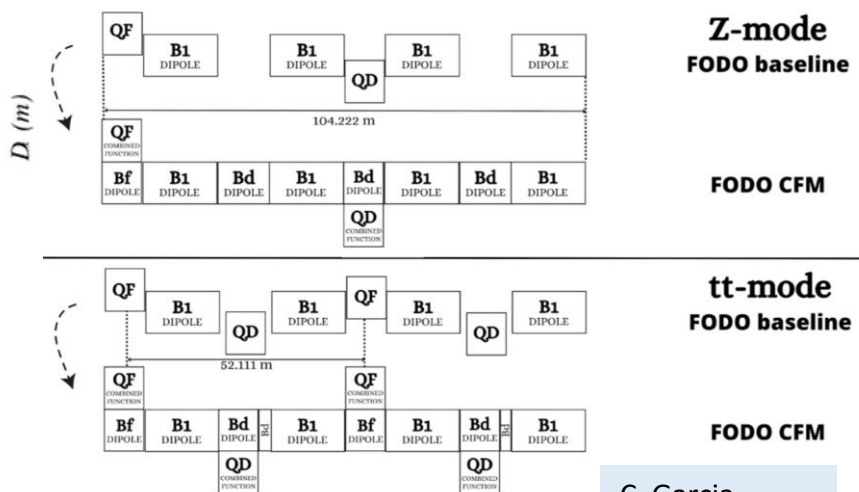 QF
B1
DIPOLE
B1
DIPOLE
QD
B1
DIPOLE
B1
DIPOLE
Z-mode
FODO baseline
104.222 m
D (m)
QF
COMBINED
FUNCTION
Bf
DIPOLE
B1
DIPOLE
Bd
DIPOLE
B1
DIPOLE
Bd
DIPOLE
B1
DIPOLE
Bd
DIPOLE
B1
DIPOLE
FODO CFM
QD
COMBINED
FUNCTION
QF
B1
DIPOLE
QD
B1
DIPOLE
QF
B1
DIPOLE
QD
B1
DIPOLE
tt-mode
FODO baseline
52.111 m
QF
COMBINED
FUNCTION
QF
COMBINED
FUNCTION
Bf
DIPOLE
B1
DIPOLE
Bd
DIPOLE
Bd
B1
DIPOLE
Bf
DIPOLE
B1
DIPOLE
Bd
DIPOLE
Bd
B1
DIPOLE
FODO CFM
QD
COMBINED
FUNCTION
QD
COMBINED
FUNCTION
C. Garcia